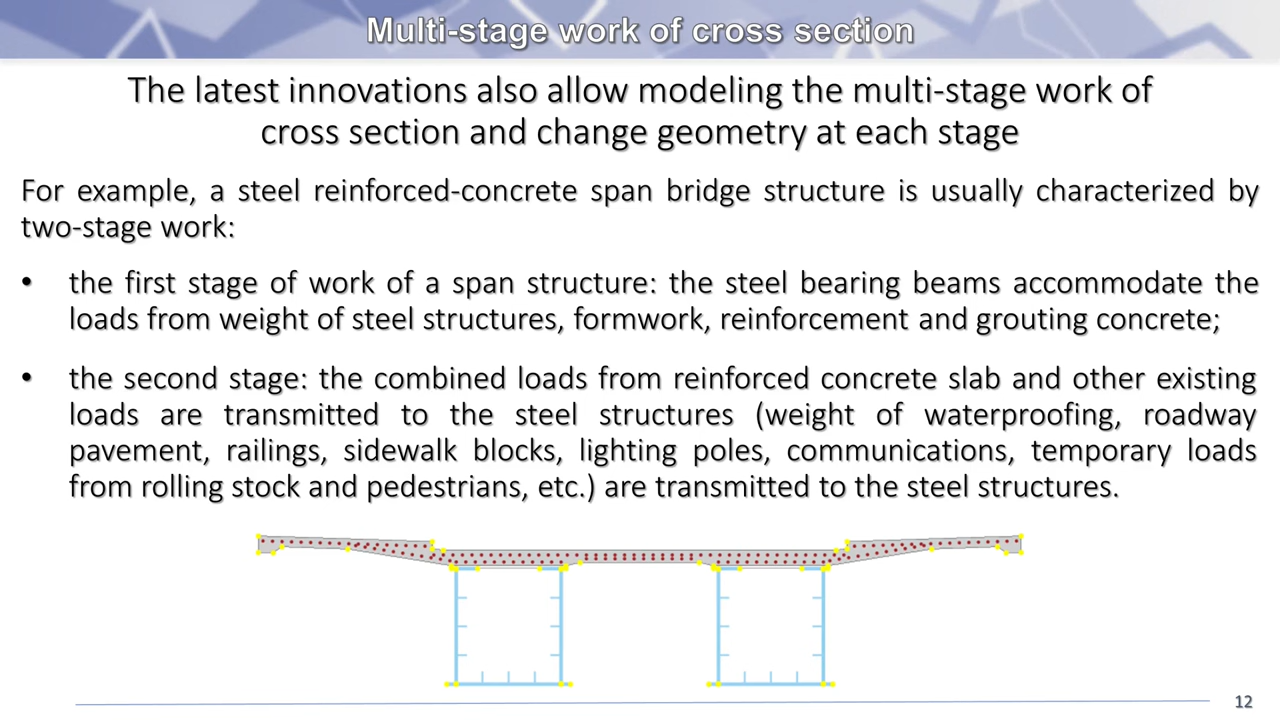 Multi-stage work of cross section
The latest innovations also allow modeling the multi-stage work of
cross section and change geometry at each stage
For example, a steel reinforced-concrete span bridge structure is usually characterized by
two-stage work:
• the first stage of work of a span structure: the steel bearing beams accommodate the
loads from weight of steel structures, formwork, reinforcement and grouting concrete;
• the second stage: the combined loads from reinforced concrete slab and other existing
loads are transmitted to the steel structures (weight of waterproofing, roadway
pavement, railings, sidewalk blocks, lighting poles, communications, temporary loads
from rolling stock and pedestrians, etc.) are transmitted to the steel structures.
12